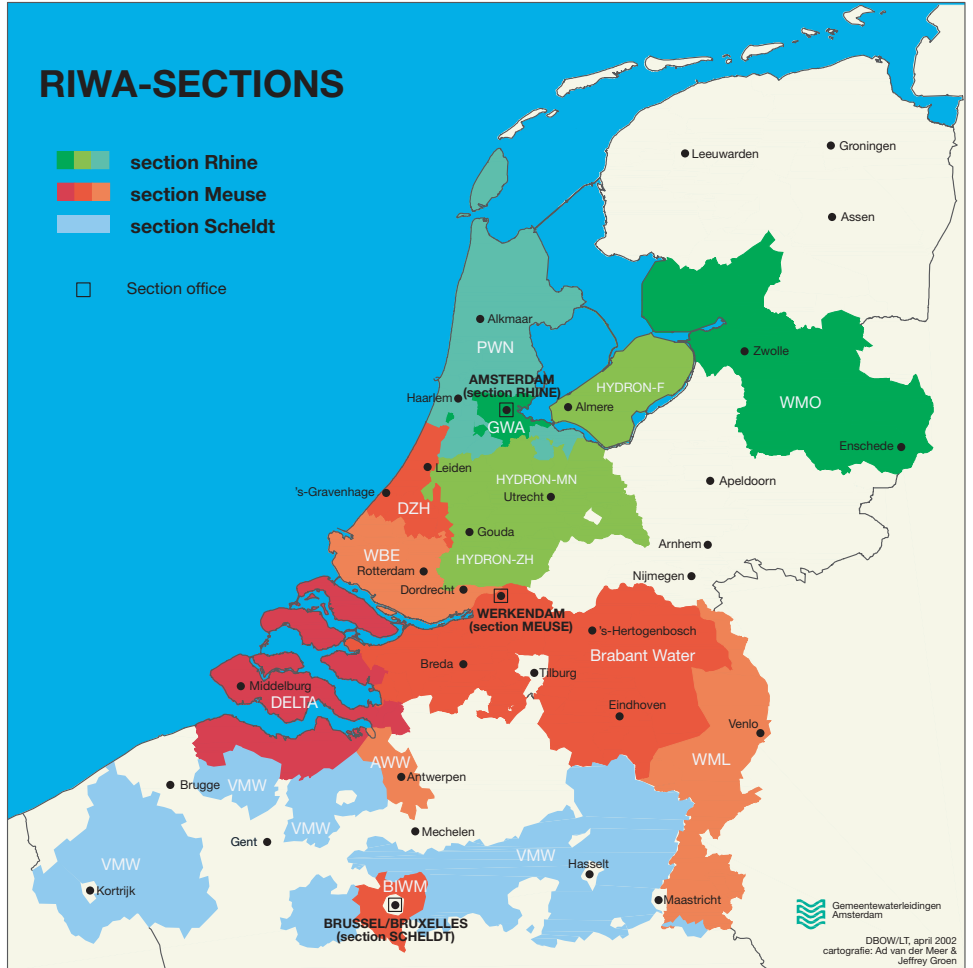 RIWA-SECTIONS
section Rhine
section Meuse
section Scheldt
Section office
Leeuwarden
Groningen
Assen
Alkmaar
PWN
Zwolle
AMSTERDAM
(section RHINE)
HYDRON-F
Haarlem
Almere
WMO
GWA
Enschede
Leiden
HYDRON-MN
Apeldoorn
's-Gravenhage
Utrecht
DZH
Gouda
Arnhem
WBE
HYDRON-ZH
Rotterdam
Nijmegen
Dordrecht
WERKENDAM
(section MEUSE)
's-Hertogenbosch
Brabant Water
Breda
Tilburg
Middelburg
DELTA
Eindhoven
Venlo
AWW
WML
Antwerpen
Brugge
VMW
Mechelen
VMW
Gent
VMW
VMW
Hasselt
Kortrijk
BIWM
Maastricht
BRUSSEL/BRUXELLES
(section SCHELDT)
Gemeentewaterleidingen
Amsterdam
DBOW/LT, april 2002
cartografie: Ad van der Meer &
Jeffrey Groen